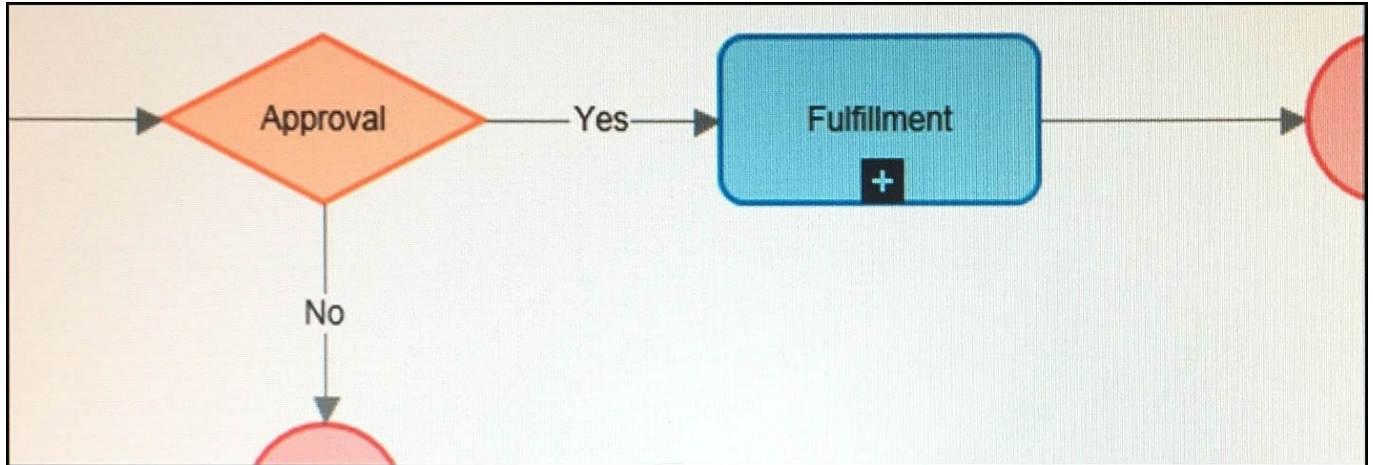 Approval
Yes
Fulfillment
+
No